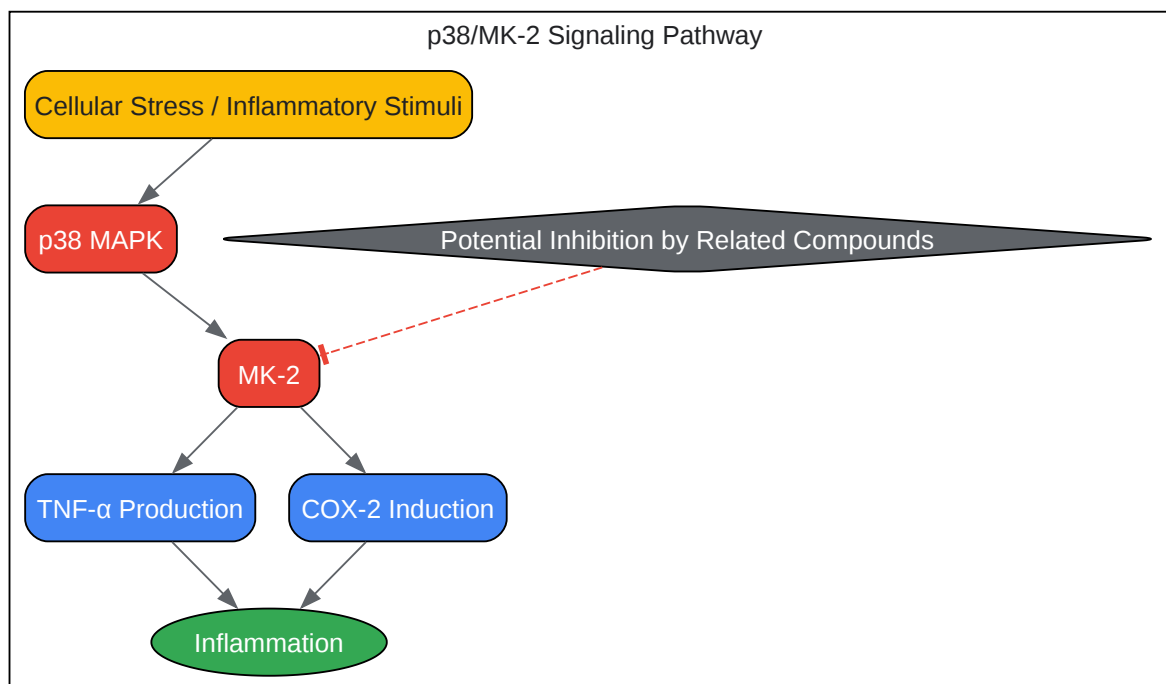 p38/MK-2 Signaling Pathway
Cellular Stress / Inflammatory Stimuli
p38 MAPK
Potential Inhibition by Related Compounds
MK-2
TNF-α Production
COX-2 Induction
Inflammation